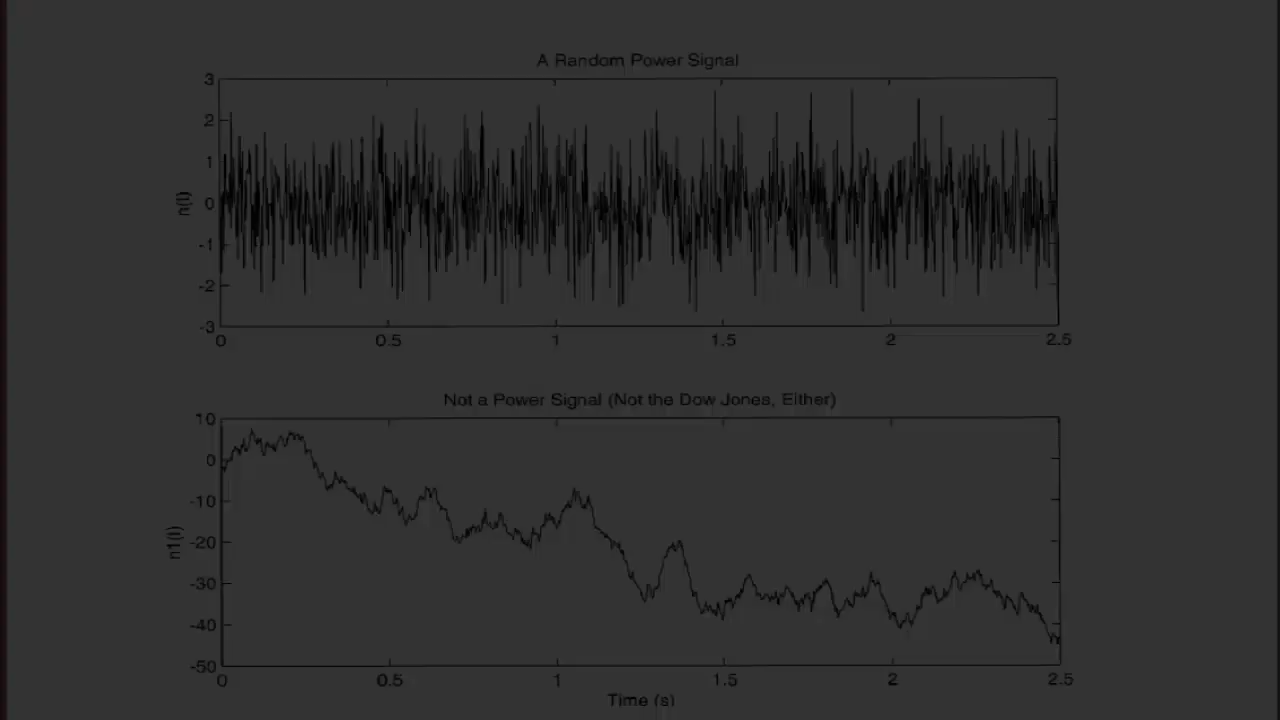 A Random Power Signal
3
2
1
0
-1
-2
-3
n(t)
0 0.5 1 1.5 2 2.5
Not a Power Signal (Not the Dow Jones, Either)
10
0
-10
-20
-30
-40
-50
n1(t)
0 0.5 1 1.5 2 2.5
Time (s)